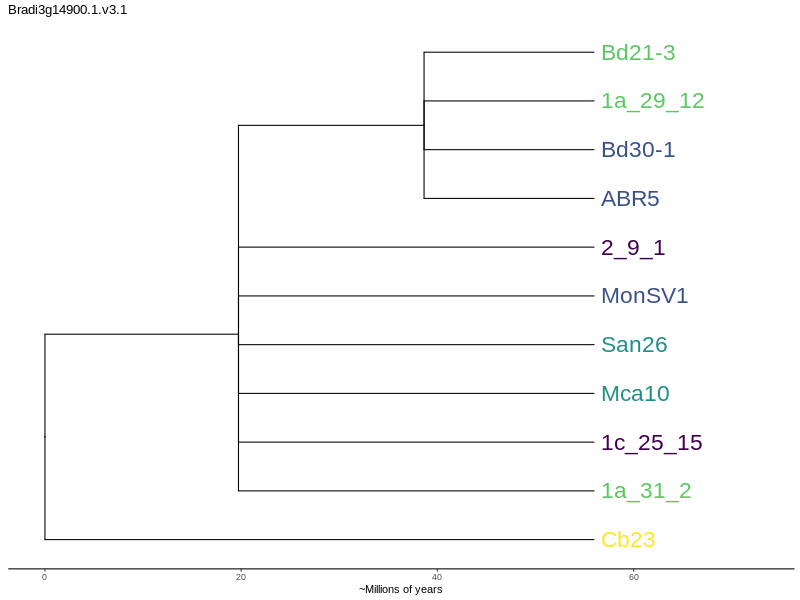 Bradi3g14900.1.v3.1
Bd21-3
1a_29_12
Bd30-1
ABR5
2_9_1
MonSV1
San26
Mca10
1c_25_15
1a_31_2
Cb23
0 20 40 60
~Millions of years